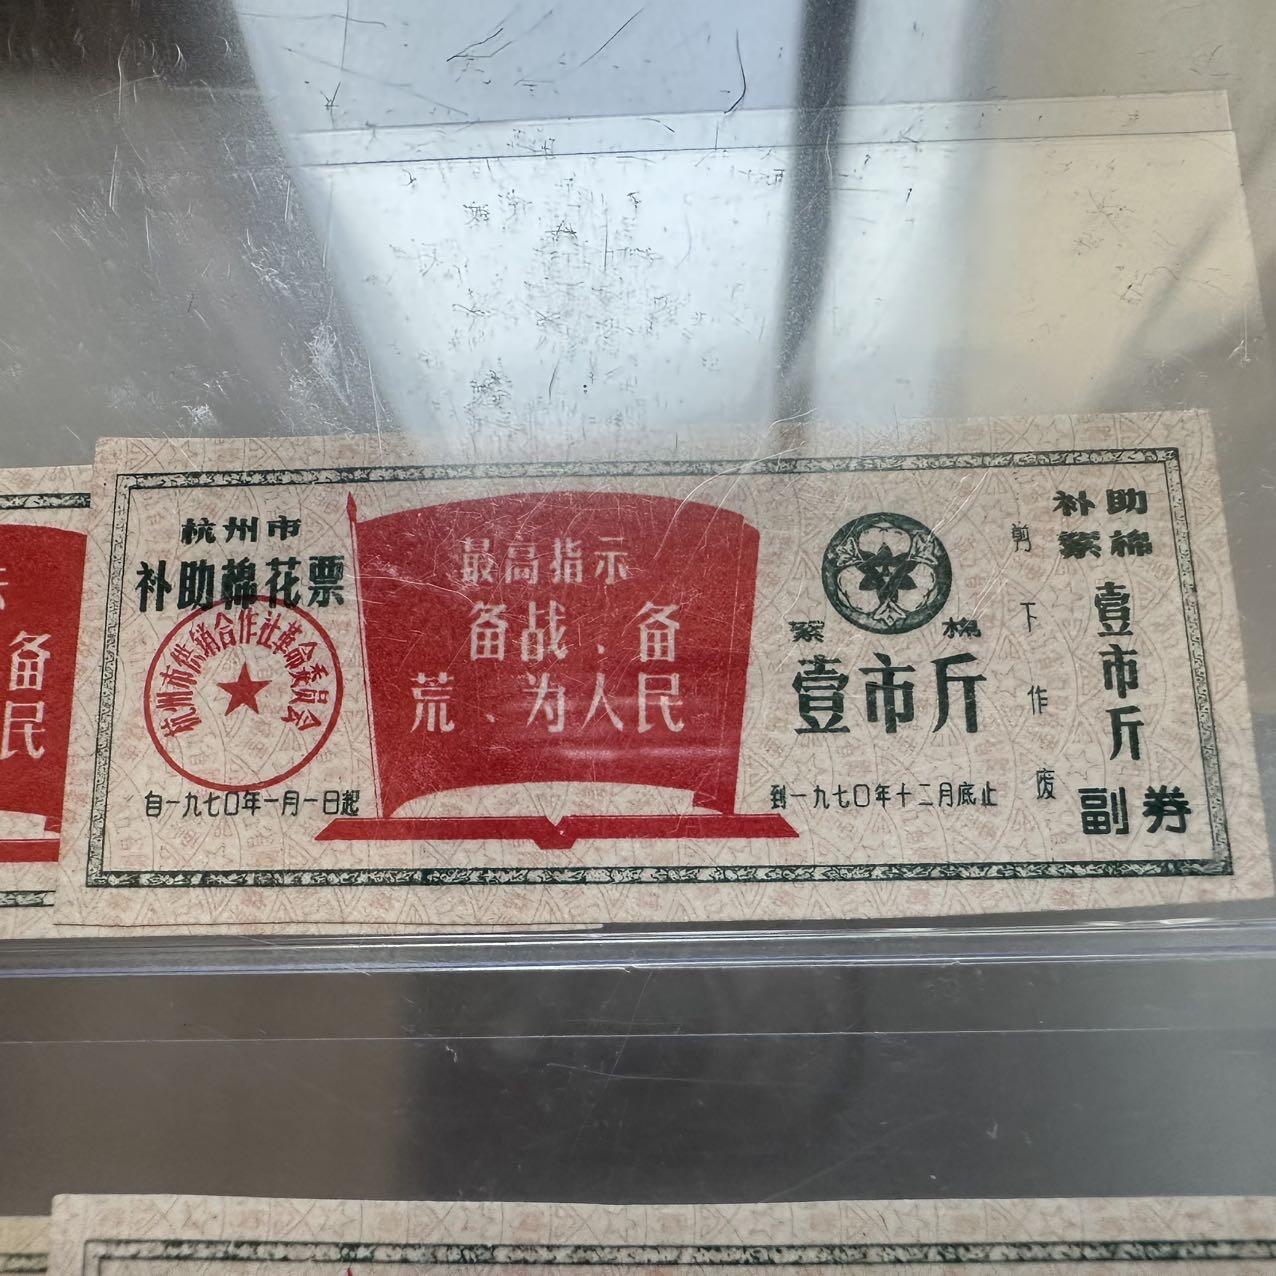 杭州市
补助棉花票
杭州市供销合作社革命委员会
自一九七〇年一月一日起
最高指示
备战、备
荒、为人民
絮棉
壹市斤
到一九七〇年十二月底止
剪下作废
补助
絮棉
壹市斤
副券
备
民